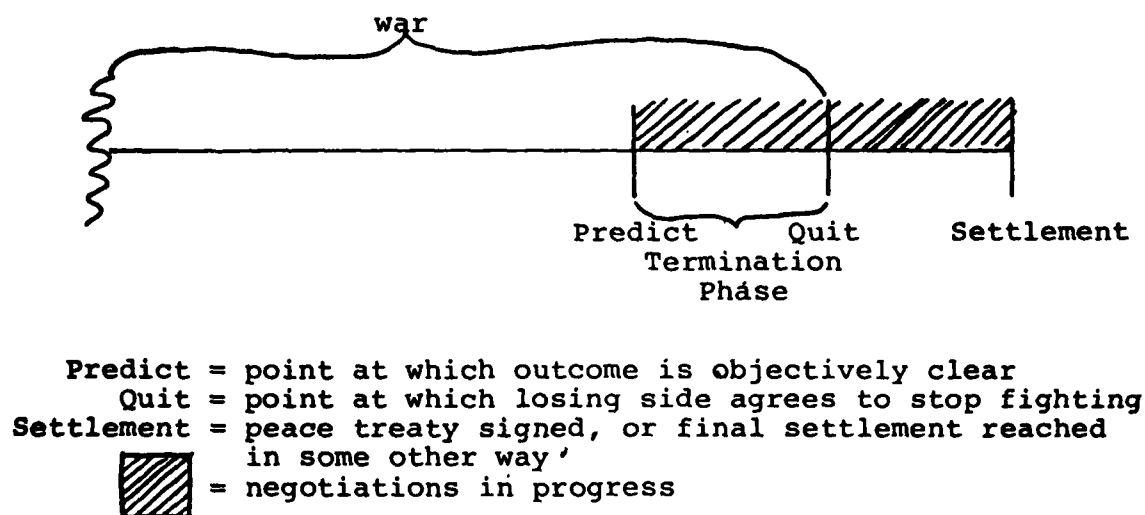 war
Predict Quit Settlement
Termination
Pháse
Predict = point at which outcome is objectively clear
Quit = point at which losing side agrees to stop fighting
Settlement = peace treaty signed, or final settlement reached
in some other way
= negotiations in progress